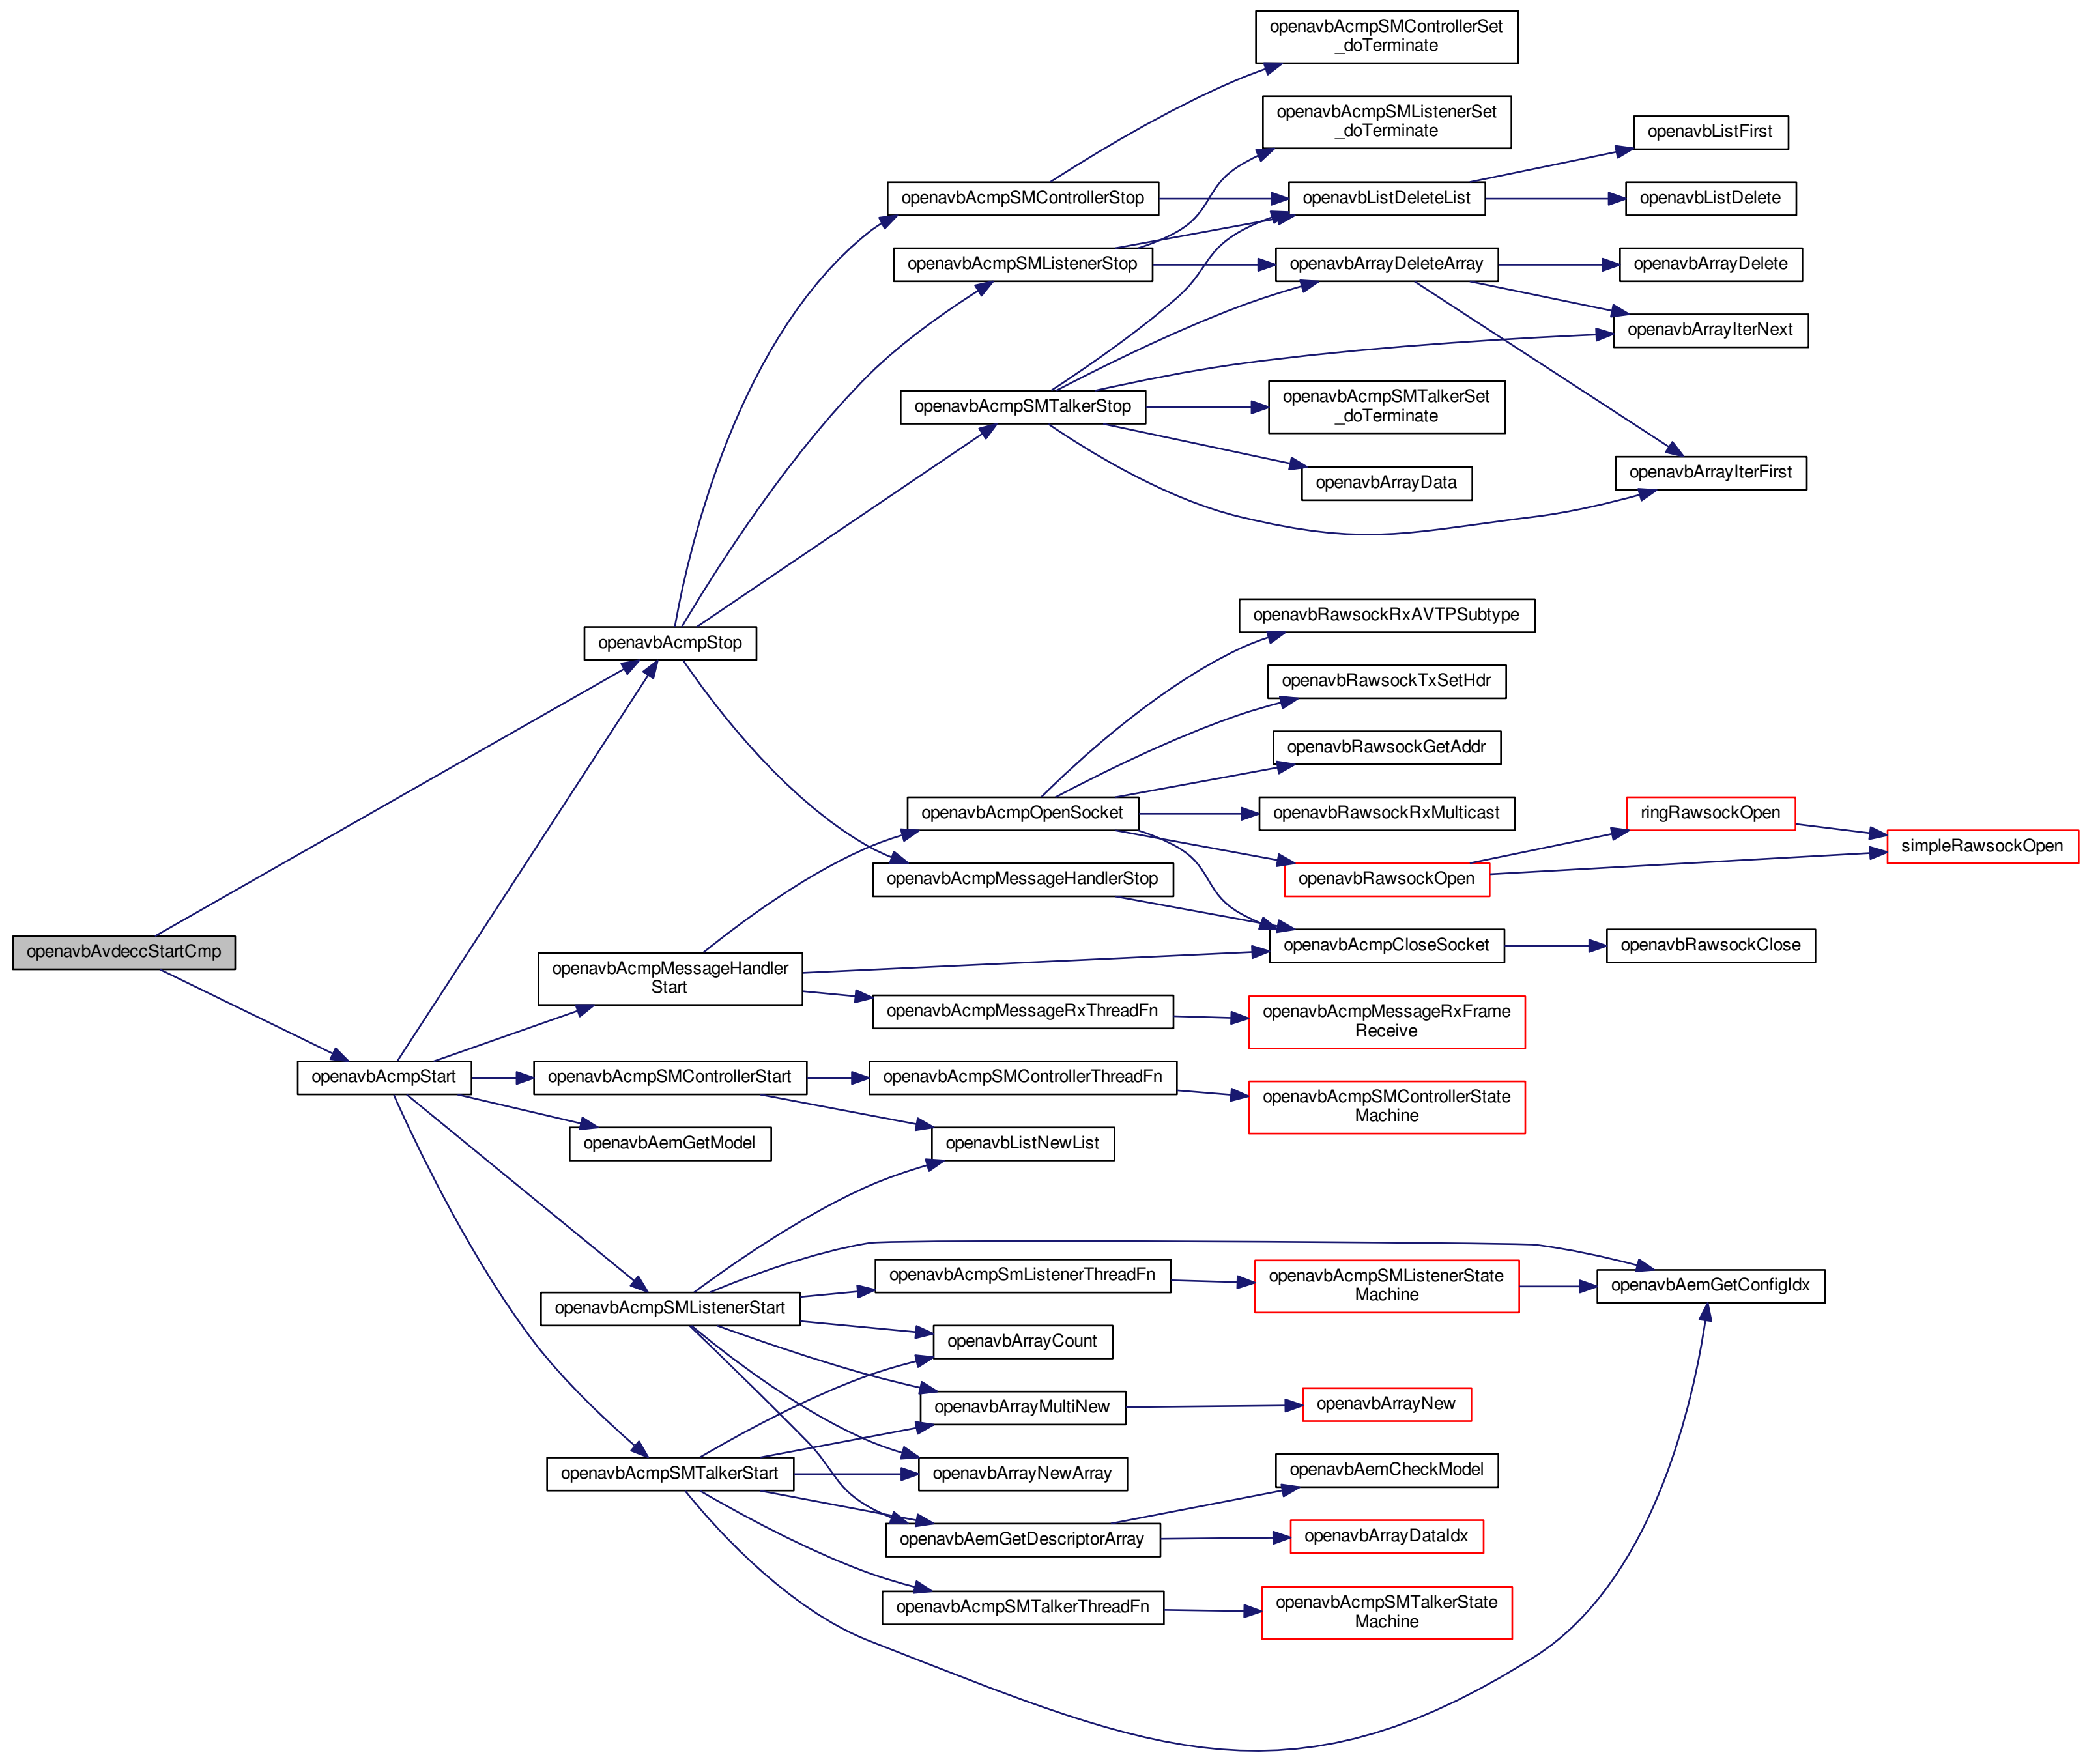 openavbAcmpSMControllerSet
_doTerminate
openavbAcmpSMListenerSet
_doTerminate
openavbListFirst
openavbAcmpSMControllerStop
openavbListDeleteList
openavbListDelete
openavbAcmpSMListenerStop
openavbArrayDeleteArray
openavbArrayDelete
openavbArrayIterNext
openavbAcmpSMTalkerStop
openavbAcmpSMTalkerSet
_doTerminate
openavbArrayIterFirst
openavbArrayData
openavbRawsockRxAVTPSubtype
openavbAcmpStop
openavbRawsockTxSetHdr
openavbRawsockGetAddr
openavbAcmpOpenSocket
openavbRawsockRxMulticast
ringRawsockOpen
simpleRawsockOpen
openavbAcmpMessageHandlerStop
openavbRawsockOpen
openavbAvdeccStartCmp
openavbAcmpCloseSocket
openavbRawsockClose
openavbAcmpMessageHandler
Start
openavbAcmpMessageRxThreadFn
openavbAcmpMessageRxFrame
Receive
openavbAcmpStart
openavbAcmpSMControllerStart
openavbAcmpSMControllerThreadFn
openavbAcmpSMControllerState
Machine
openavbAemGetModel
openavbListNewList
openavbAcmpSmListenerThreadFn
openavbAcmpSMListenerState
Machine
openavbAemGetConfigIdx
openavbAcmpSMListenerStart
openavbArrayCount
openavbArrayMultiNew
openavbArrayNew
openavbAcmpSMTalkerStart
openavbArrayNewArray
openavbAemCheckModel
openavbAemGetDescriptorArray
openavbArrayDataIdx
openavbAcmpSMTalkerThreadFn
openavbAcmpSMTalkerState
Machine